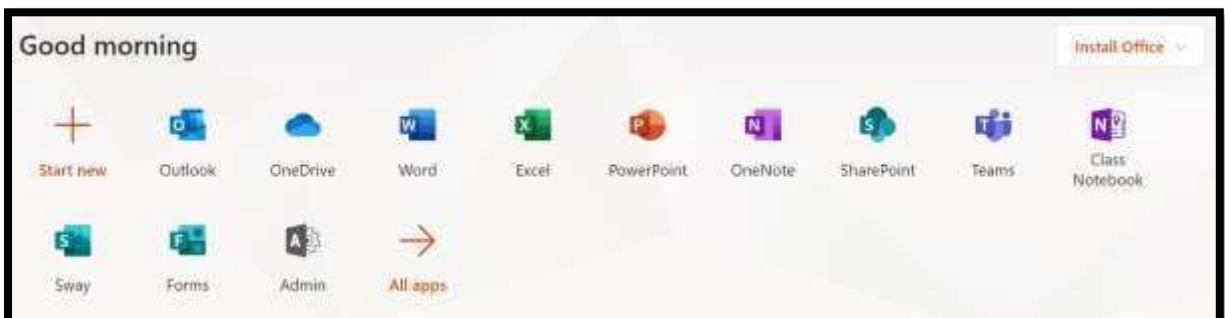 Good morning
Install Office
Start new
Outlook
OneDrive
Word
Excel
PowerPoint
OneNote
SharePoint
Teams
Class
Notebook
Sway
Forms
Admin
All apps